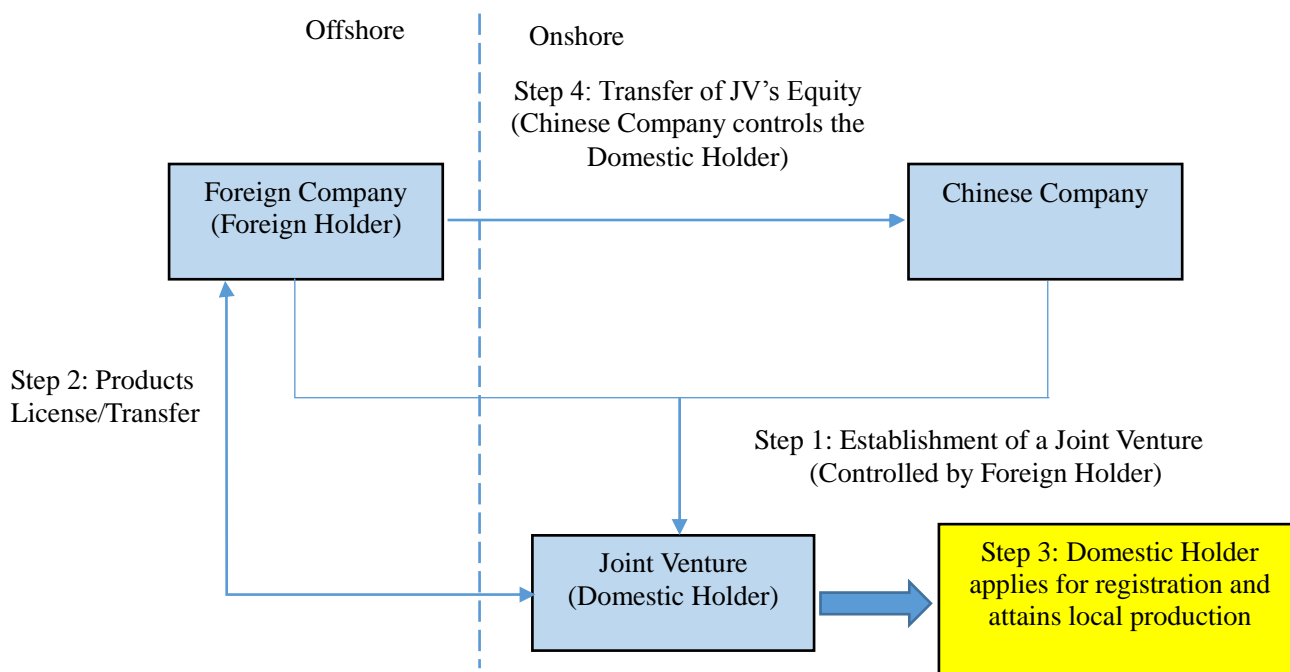 Offshore
Onshore
Step 4: Transfer of JV's Equity
(Chinese Company controls the
Domestic Holder)
Foreign Company
(Foreign Holder)
Chinese Company
Step 2: Products
License/Transfer
Step 1: Establishment of a Joint Venture
(Controlled by Foreign Holder)
Joint Venture
(Domestic Holder)
Step 3: Domestic Holder
applies for registration and
attains local production